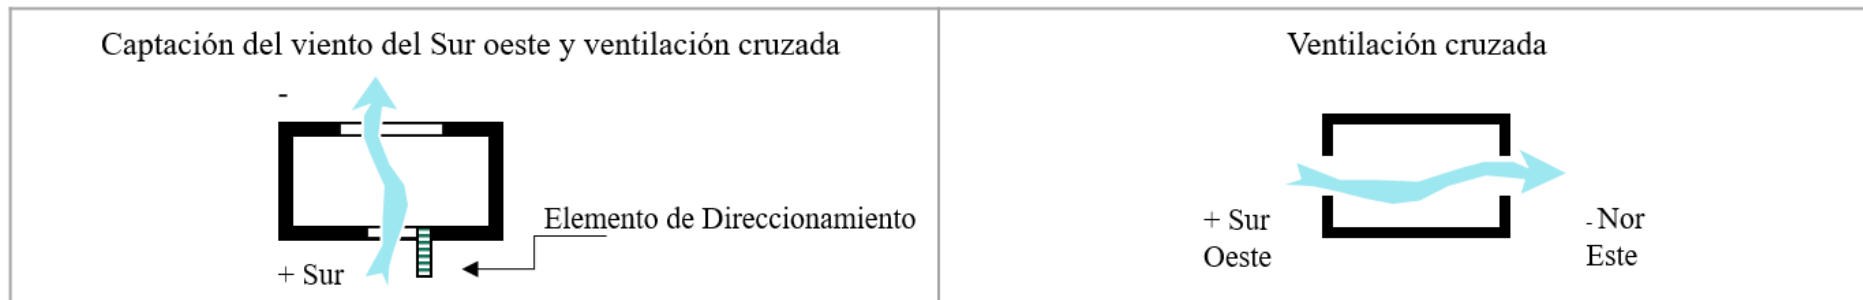 Captación del viento del Sur oeste y ventilación cruzada
-
Elemento de Direccionamiento
+ Sur
Ventilación cruzada
+ Sur
Oeste
- Nor
Este